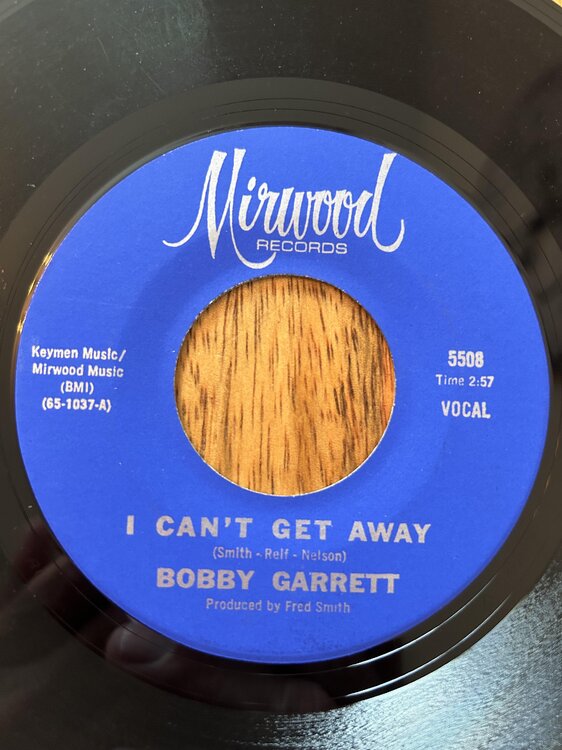 Mirwood
RECORDS
Keymen Music/
Mirwood Music
(BMI)
(65-1037-A)
5508
Time 2:57
VOCAL
I CAN'T GET AWAY
(Smith - Relf - Nelson)
BOBBY GARRETT
Produced by Fred Smith